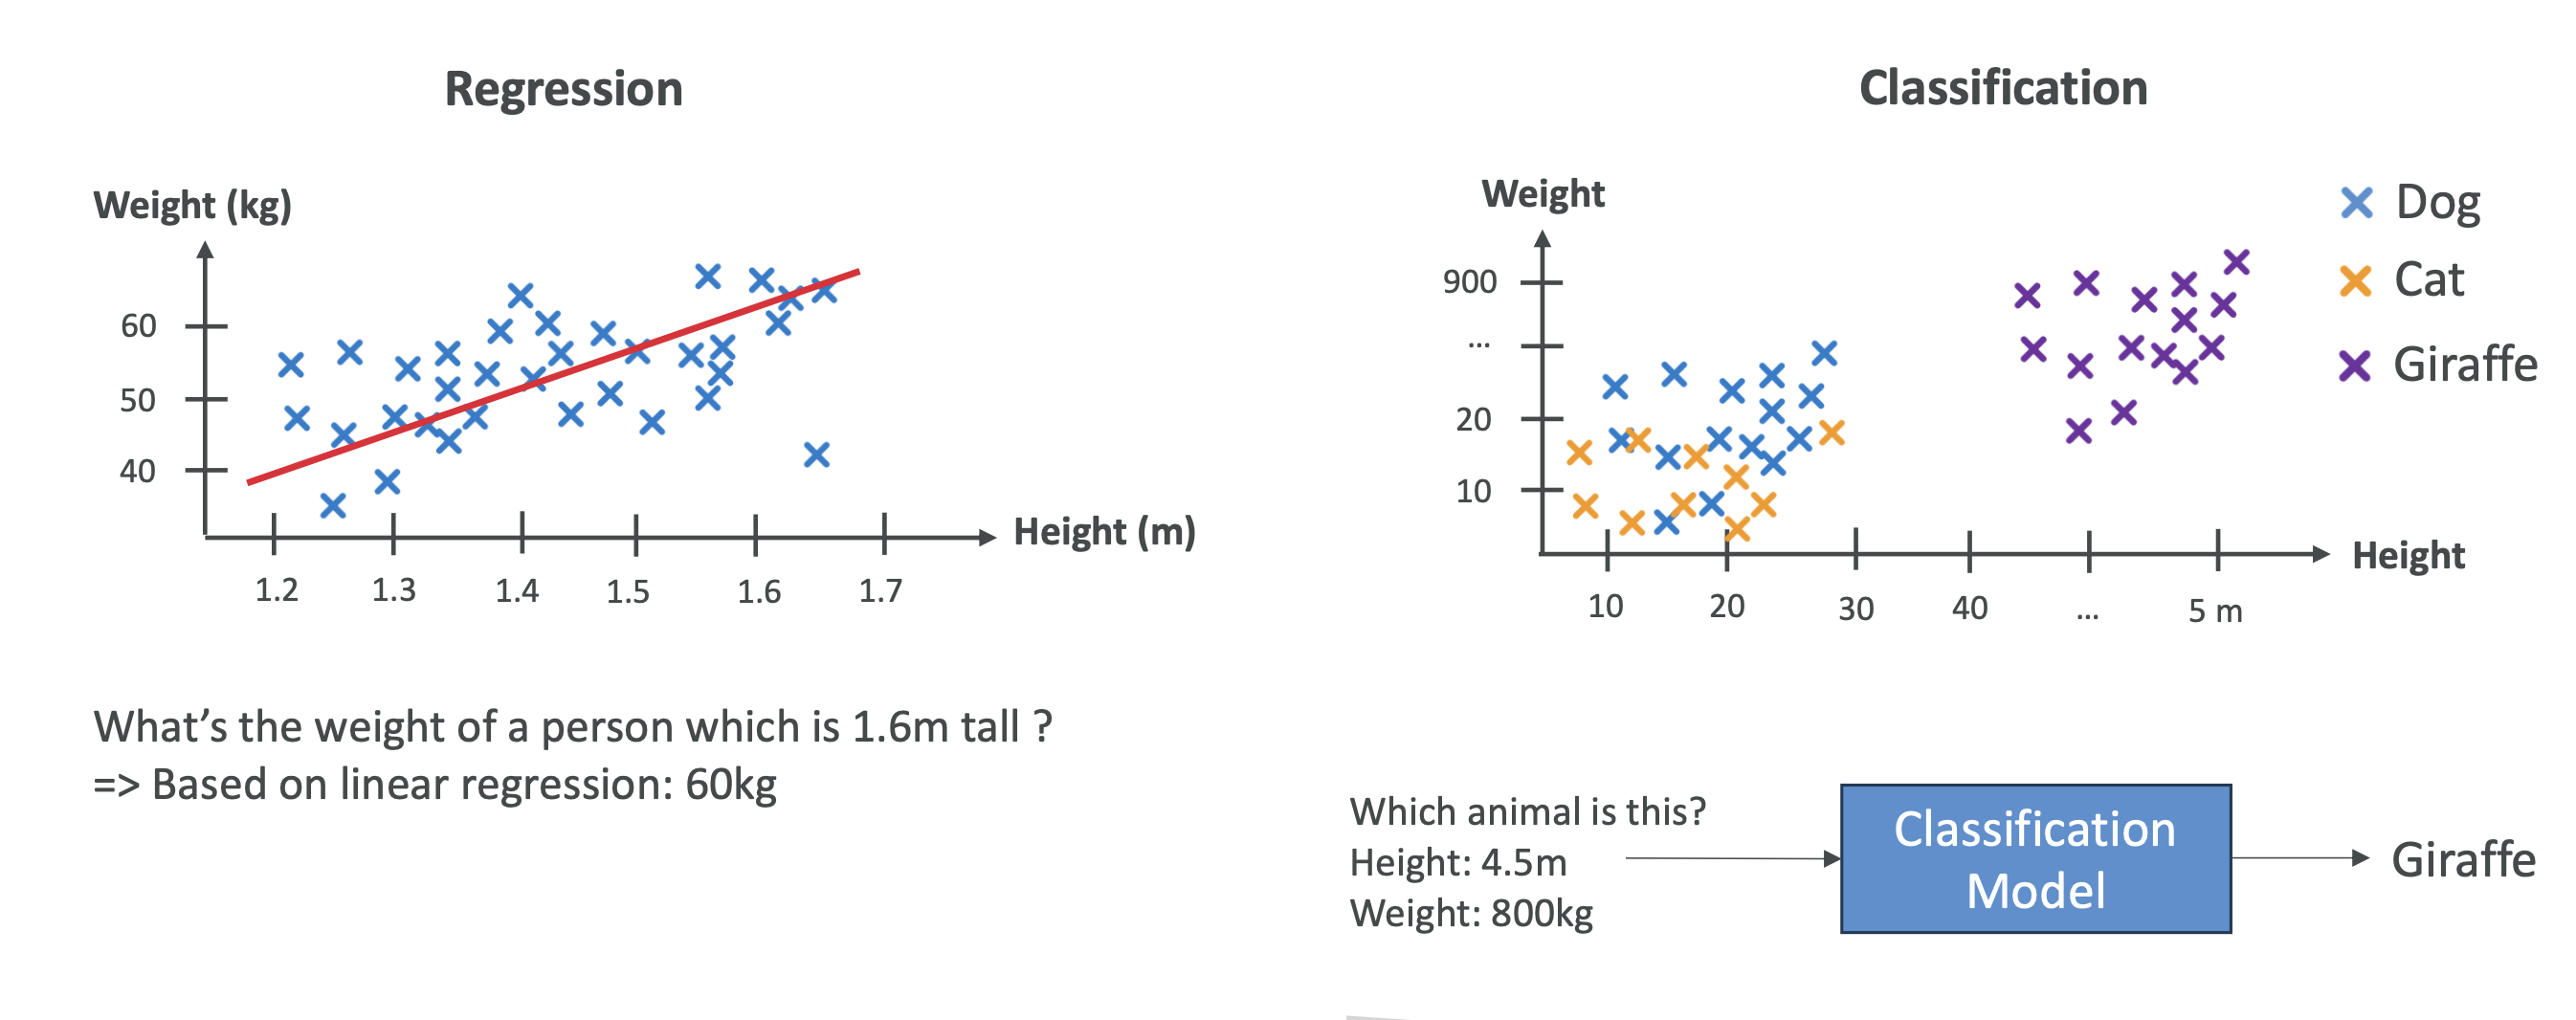 Regression
Weight (kg)
60
50
40
1.2 1.3 1.4 1.5 1.6 1.7
Height (m)
What’s the weight of a person which is 1.6m tall ?
=> Based on linear regression: 60kg
Classification
Weight
900
...
20
10
10 20 30 40 ... 5 m
Height
Dog
Cat
Giraffe
Which animal is this?
Height: 4.5m
Weight: 800kg
Classification
Model
Giraffe